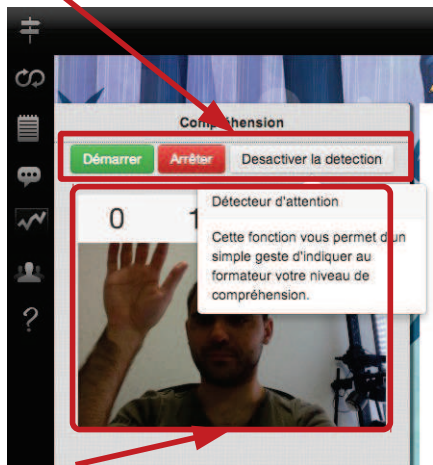 Compréhension
Démarrer Arrêter Desactiver la detection
Détecteur d'attention
0 1
Cette fonction vous permet d'un
simple geste d'indiquer au
formateur votre niveau de
compréhension.
?